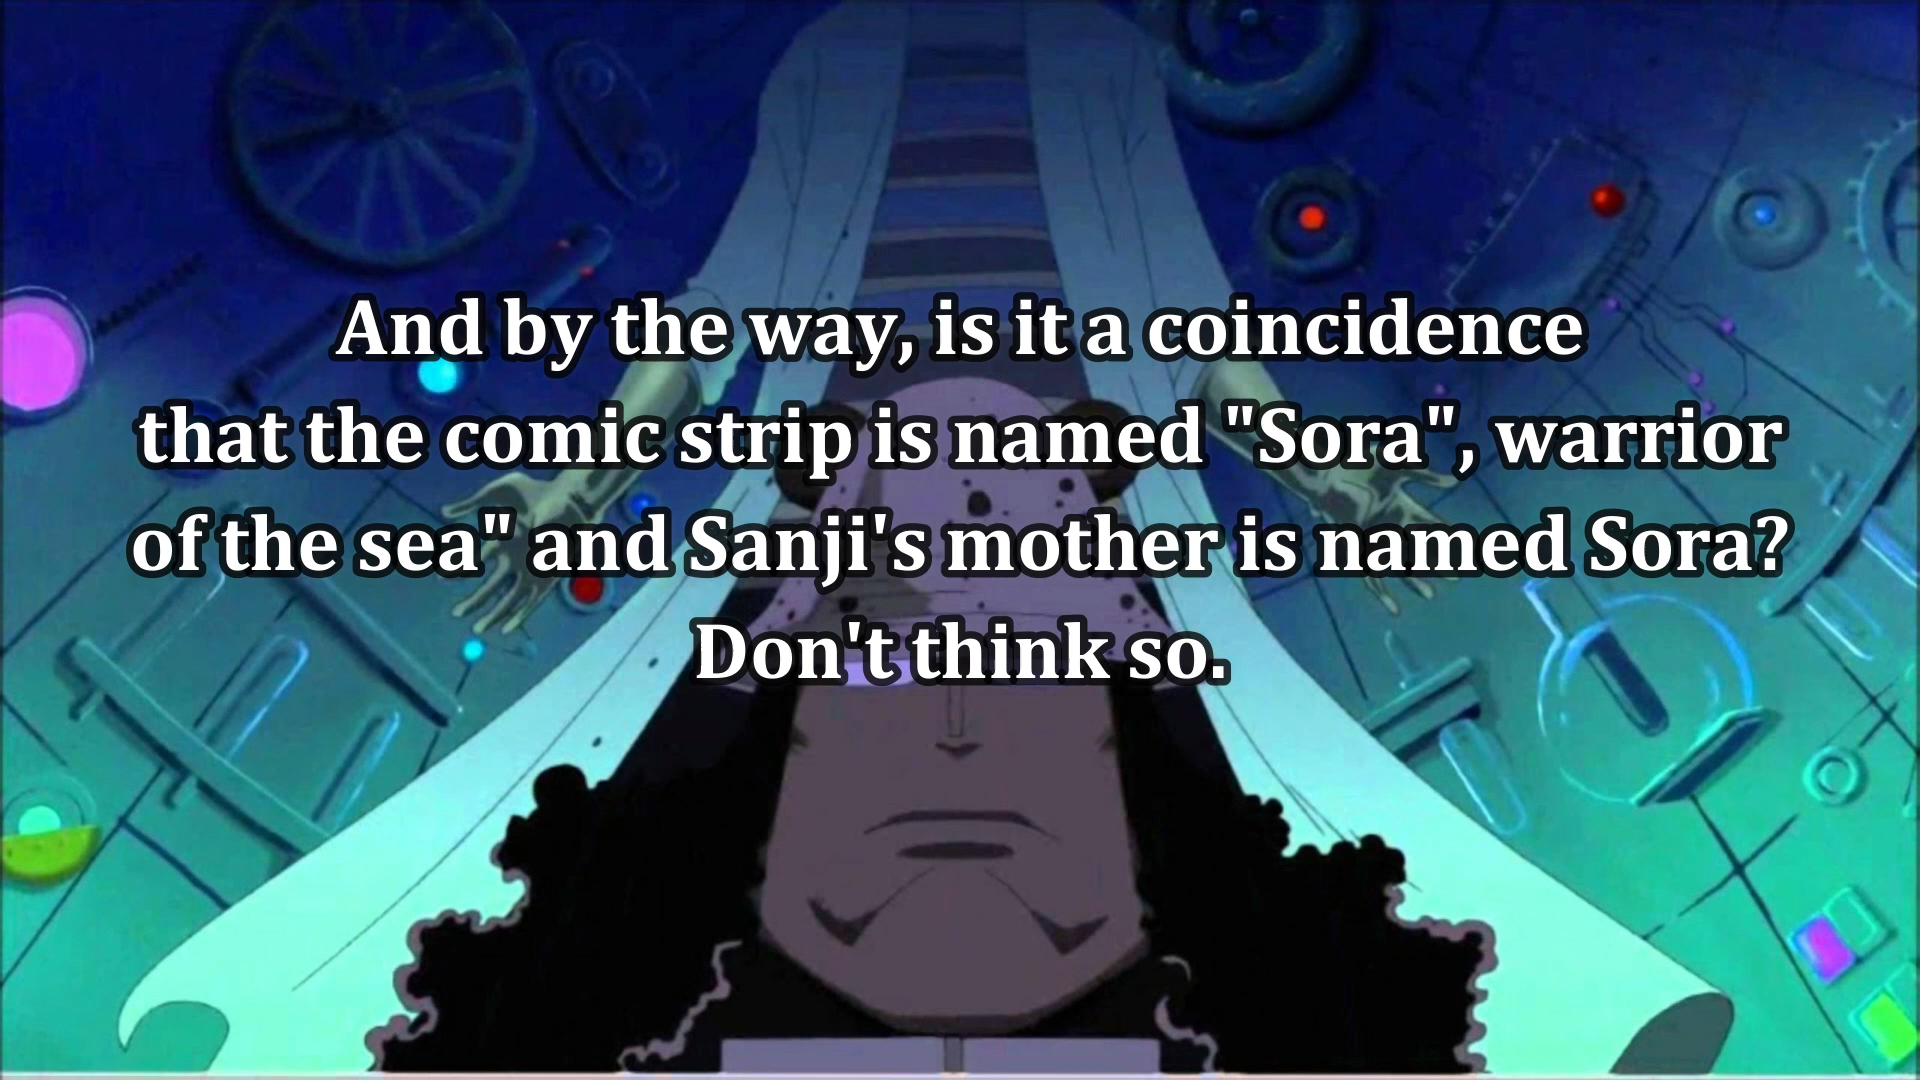 And by the way, is it a coincidence
that the comic strip is named "Sora", warrior
of the sea" and Sanji's mother is named Sora?
Don't think so.